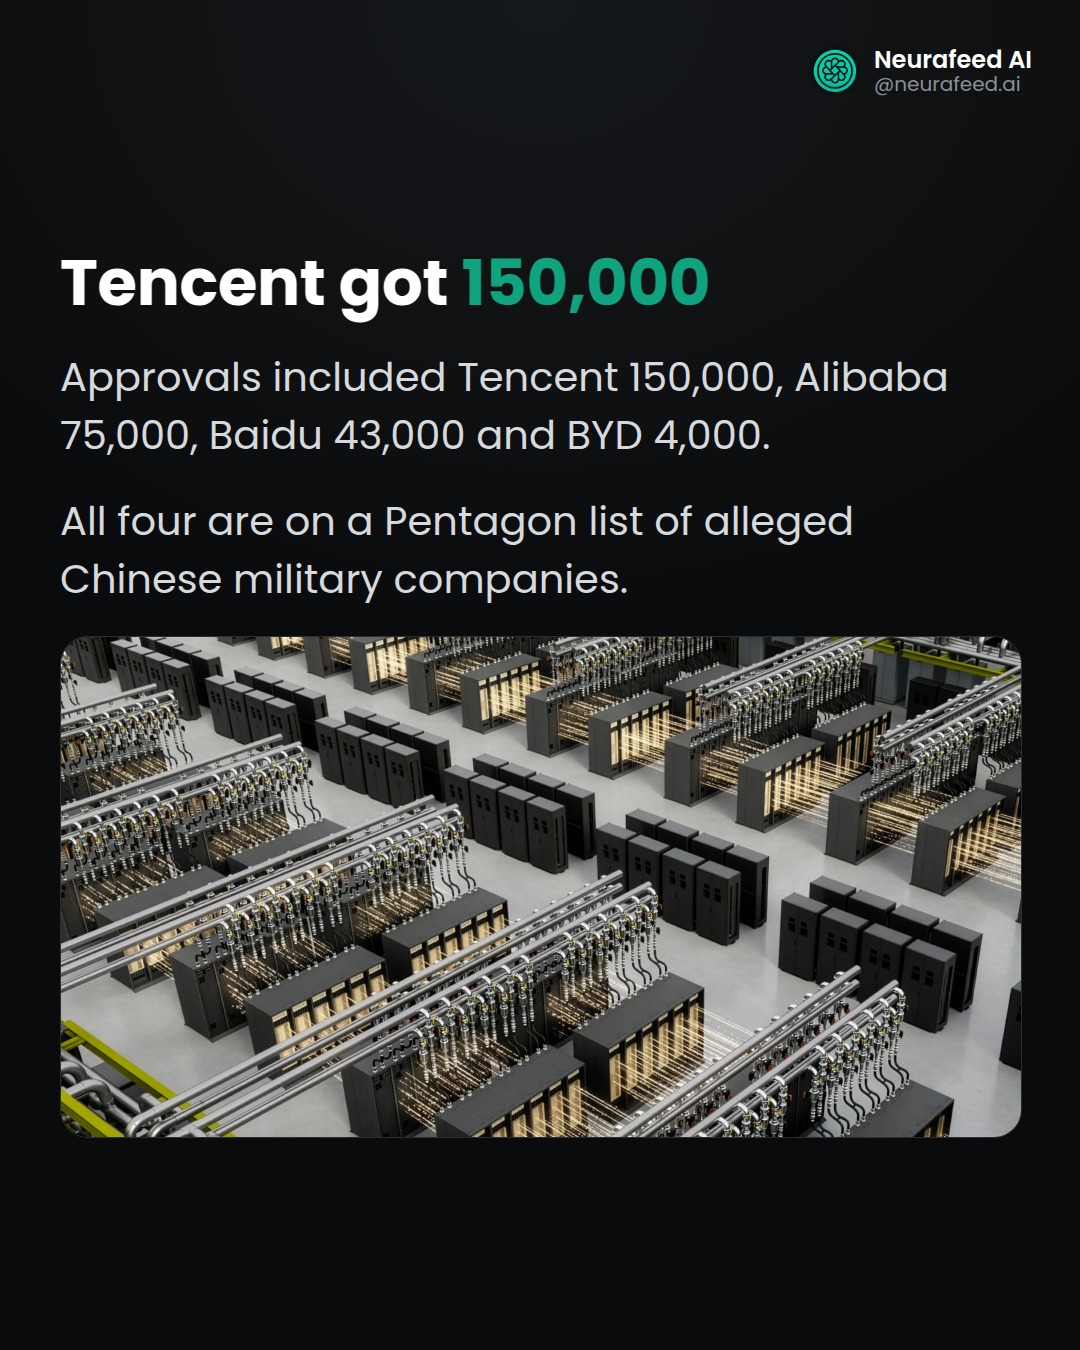 Neurafeed AI
@neurafeed.ai
Tencent got 150,000
Approvals included Tencent 150,000, Alibaba
75,000, Baidu 43,000 and BYD 4,000.
All four are on a Pentagon list of alleged
Chinese military companies.